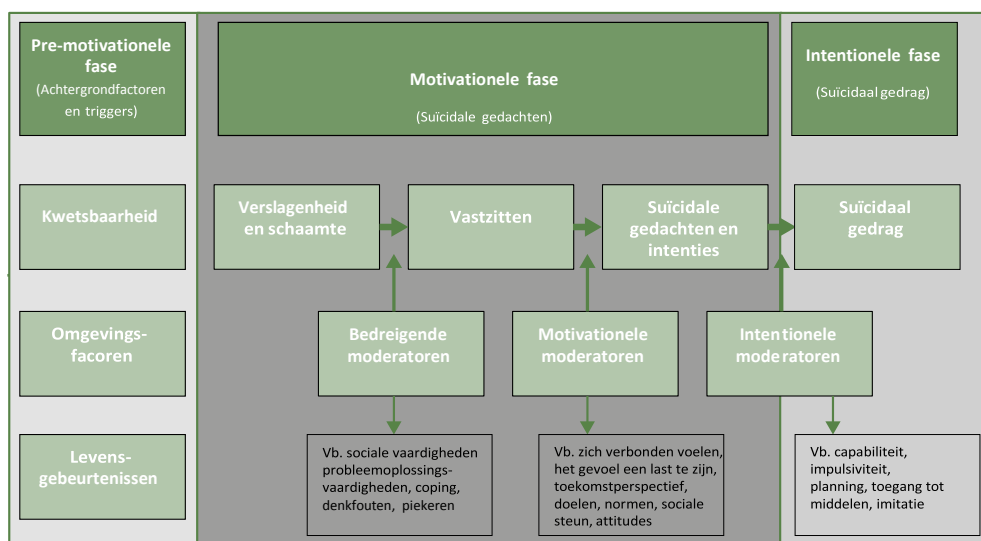 Pre-motivationele
fase
(Achtergrondfactoren
en triggers)
Motivationele fase
(Suïcidale gedachten)
Intentionele fase
(Suïcidaal gedrag)
Kwetsbaarheid
Verslagenheid
en schaamte
Vastzitten
Suïcidale
gedachten en
intenties
Suïcidaal
gedrag
Omgevings-
facoren
Bedreigende
moderatoren
Motivationele
moderatoren
Intentionele
moderatoren
Levens-
gebeurtenissen
Vb. sociale vaardigheden
probleemoplossings-
vaardigheden, coping,
denkfouten, piekeren
Vb. zich verbonden voelen,
het gevoel een last te zijn,
toekomstperspectief,
doelen, normen, sociale
steun, attitudes
Vb. capabiliteit,
impulsiviteit,
planning, toegang tot
middelen, imitatie